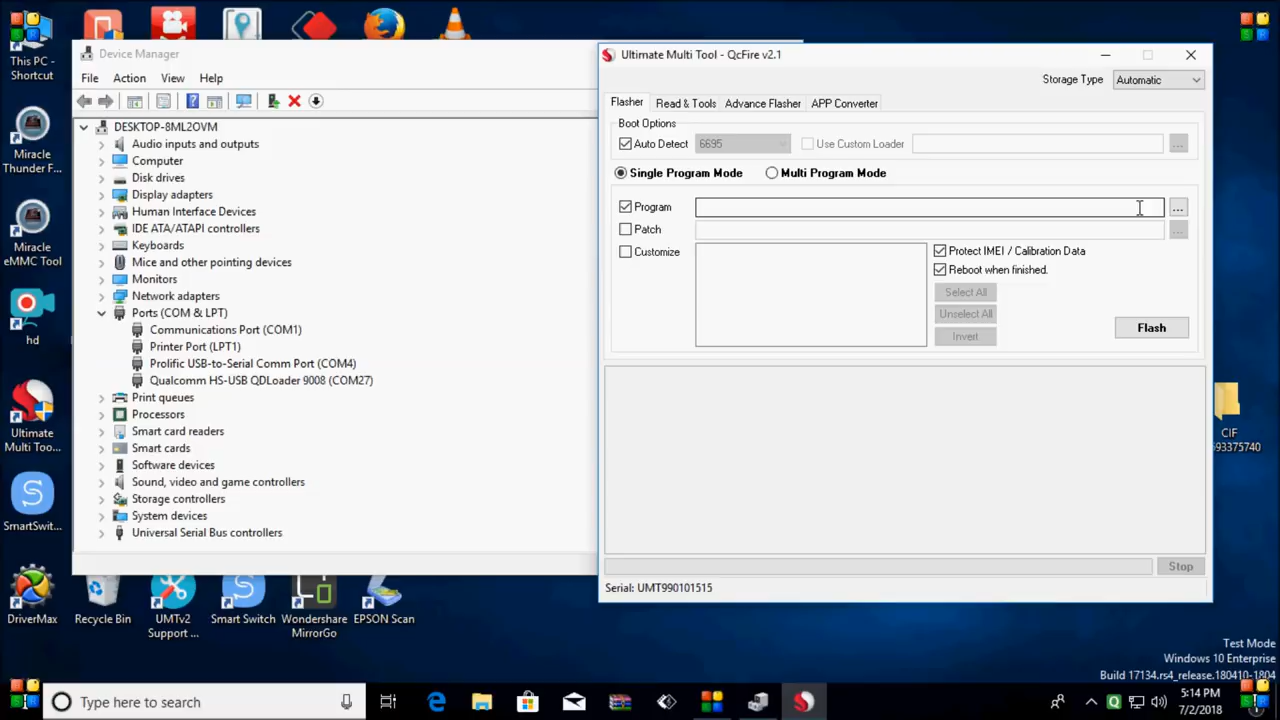 This PC -
Shortcut
Miracle
Thunder F...
Miracle
eMMC Tool
hd
Ultimate
Multi Too...
SmartSwit...
DriverMax
Recycle Bin
UMTv2
Support ...
Smart Switch
Wondershare
MirrorGo
EPSON Scan
CIF
693375740
Device Manager
File Action View Help
DESKTOP-8ML2OVM
Audio inputs and outputs
Computer
Disk drives
Display adapters
Human Interface Devices
IDE ATA/ATAPI controllers
Keyboards
Mice and other pointing devices
Monitors
Network adapters
Ports (COM & LPT)
Communications Port (COM1)
Printer Port (LPT1)
Prolific USB-to-Serial Comm Port (COM4)
Qualcomm HS-USB QDLoader 9008 (COM27)
Print queues
Processors
Smart card readers
Smart cards
Software devices
Sound, video and game controllers
Storage controllers
System devices
Universal Serial Bus controllers
Ultimate Multi Tool - QcFire v2.1
Storage Type Automatic
Flasher Read & Tools Advance Flasher APP Converter
Boot Options
Auto Detect 6695 Use Custom Loader ...
Single Program Mode Multi Program Mode
Program ...
Patch ...
Customize
Protect IMEI / Calibration Data
Reboot when finished.
Select All
Unselect All
Invert
Flash
Stop
Serial: UMT990101515
Test Mode
Windows 10 Enterprise
Build 17134.rs4_release.180410-1804
Type here to search
5:14 PM
7/2/2018